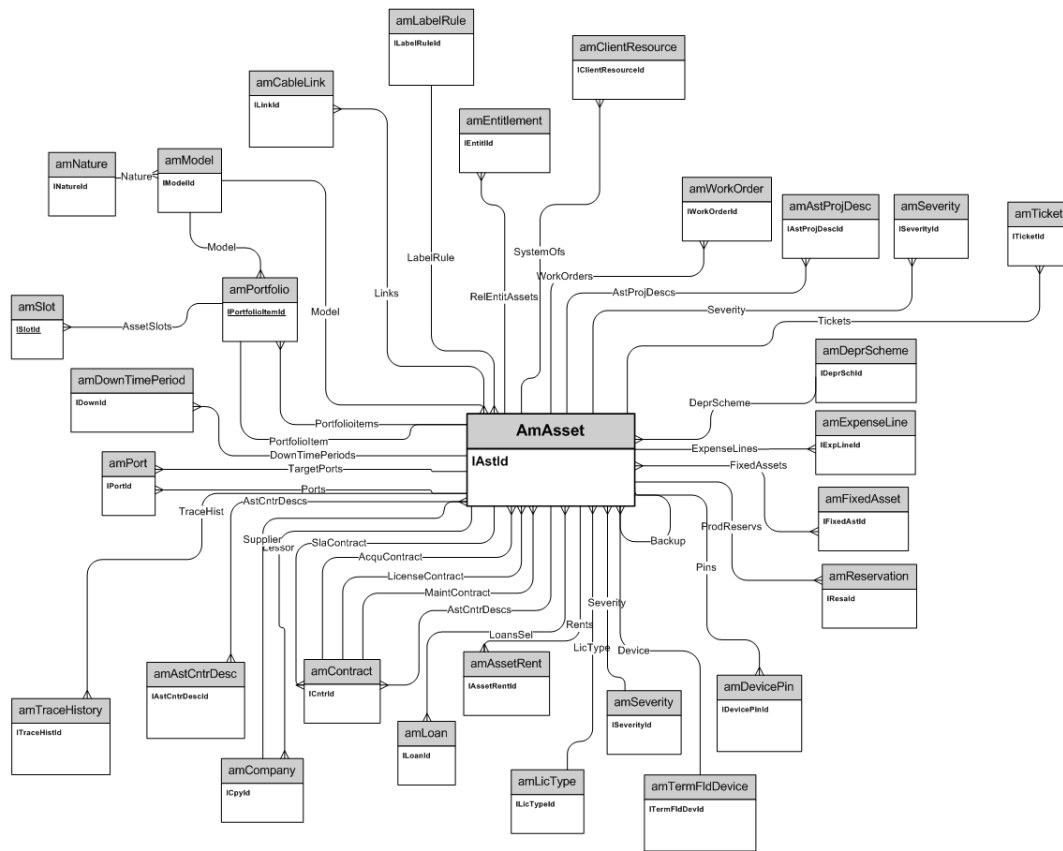 amLabelRule
lLabelRuleId
amClientResource
lClientResourceId
amCableLink
lLinkId
amEntitlement
lEntitlId
amNature
lNatureId
Nature
amModel
lModelId
amWorkOrder
lWorkOrderId
amAstProjDesc
lAstProjDescId
amSeverity
lSeverityId
amTicket
lTicketId
Model
LabelRule
SystemOfs
WorkOrders
amPortfolio
lPortfolioItemId
Links
RelEntitAssets
AstProjDescs
Severity
Tickets
amSlot
lSlotId
AssetSlots
Model
amDeprScheme
lDeprSchId
DeprScheme
amDownTimePeriod
lDownId
Portfolioitems
PortfolioItem
DownTimePeriods
AmAsset
lAstId
ExpenseLines
amExpenseLine
lExpLineId
FixedAssets
amPort
lPortId
TargetPorts
Ports
AstCntrDescs
TraceHist
amFixedAsset
lFixedAstId
Supplier
Lessor
SlaContract
AcquContract
LicenseContract
MaintContract
AstCntrDescs
Backup
ProdReservs
Pins
amReservation
lResaId
Severity
Rents
LoansSel
LicType
Device
amAstCntrDesc
lAstCntrDescId
amContract
lCntrId
amAssetRent
lAssetRentId
amDevicePin
lDevicePinId
amTraceHistory
lTraceHistId
amSeverity
lSeverityId
amLoan
lLoanId
amCompany
lCpyId
amLicType
lLicTypeId
amTermFldDevice
lTermFldDevId